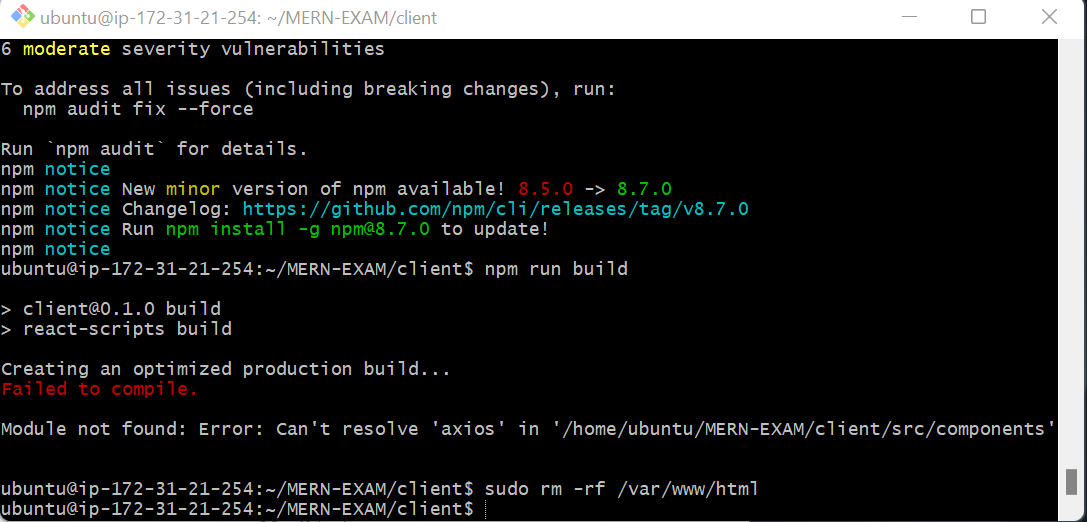 ubuntu@ip-172-31-21-254: ~/MERN-EXAM/client
6 moderate severity vulnerabilities
To address all issues (including breaking changes), run:
  npm audit fix --force
Run `npm audit` for details.
npm notice
npm notice New minor version of npm available! 8.5.0 -> 8.7.0
npm notice Changelog: https://github.com/npm/cli/releases/tag/v8.7.0
npm notice Run npm install -g npm@8.7.0 to update!
npm notice
ubuntu@ip-172-31-21-254:~/MERN-EXAM/client$ npm run build
> client@0.1.0 build
> react-scripts build
Creating an optimized production build...
Failed to compile.
Module not found: Error: Can't resolve 'axios' in '/home/ubuntu/MERN-EXAM/client/src/components'
ubuntu@ip-172-31-21-254:~/MERN-EXAM/client$ sudo rm -rf /var/www/html
ubuntu@ip-172-31-21-254:~/MERN-EXAM/client$